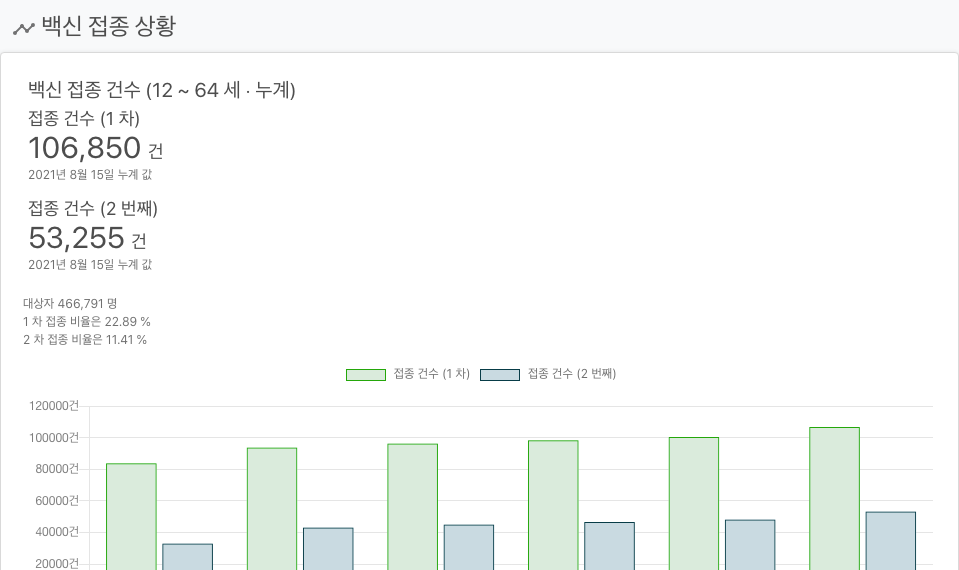 백신 접종 상황
백신 접종 건수 (12 ~ 64 세 · 누계)
접종 건수 (1 차)
106,850 건
2021년 8월 15일 누계 값
접종 건수 (2 번째)
53,255 건
2021년 8월 15일 누계 값
대상자 466,791 명
1 차 접종 비율은 22.89 %
2 차 접종 비율은 11.41 %
접종 건수 (1 차) 접종 건수 (2 번째)
120000건
100000건
80000건
60000건
40000건
20000건